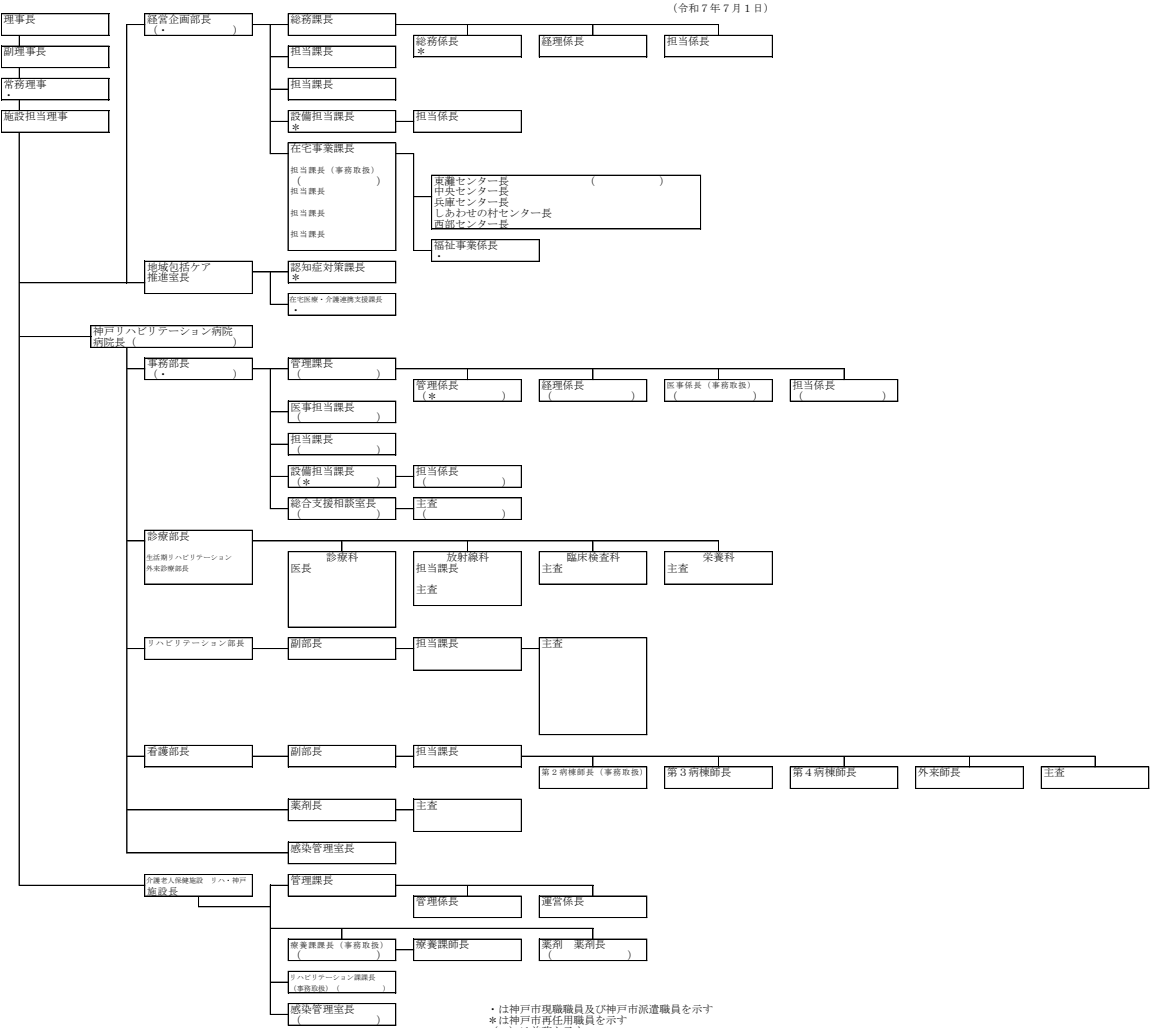 （令和７年７月１日）
理事長
副理事長
常務理事
・
施設担当理事
経営企画部長
（・　　　　　）
総務課長
総務係長
＊
経理係長
担当係長
担当課長
担当課長
設備担当課長
＊
担当係長
在宅事業課長
担当課長（事務取扱）
（　　　　　　）
担当課長
担当課長
担当課長
東灘センター長　　　　　　（　　　　　）
中央センター長
兵庫センター長
しあわせの村センター長
西部センター長
福祉事業係長
・
地域包括ケア
推進室長
認知症対策課長
＊
在宅医療・介護連携支援課長
・
神戸リハビリテーション病院
病院長（　　　　　　　）
事務部長
（・　　　　　）
管理課長
（　　　　　　）
管理係長
（＊　　　　　）
経理係長
（　　　　　　）
医事係長（事務取扱）
（　　　　　　）
担当係長
（　　　　　　）
医事担当課長
（　　　　　　）
担当課長
（　　　　　　）
設備担当課長
（＊　　　　　）
担当係長
（　　　　　　）
総合支援相談室長
（　　　　　　）
主査
（　　　　　　）
診療部長
生活期リハビリテーション
外来診療部長
診療科
医長
放射線科
担当課長
主査
臨床検査科
主査
栄養科
主査
リハビリテーション部長
副部長
担当課長
主査
看護部長
副部長
担当課長
第２病棟師長（事務取扱）
第３病棟師長
第４病棟師長
外来師長
主査
薬剤長
主査
感染管理室長
介護老人保健施設　リハ・神戸
施設長
管理課長
管理係長
運営係長
療養課課長（事務取扱）
（　　　　　　）
療養課師長
薬剤　薬剤長
（　　　　　　）
リハビリテーション課課長
（事務取扱）（　　　　）
感染管理室長
（　　　　　　）
・は神戸市現職職員及び神戸市派遣職員を示す
＊は神戸市再任用職員を示す